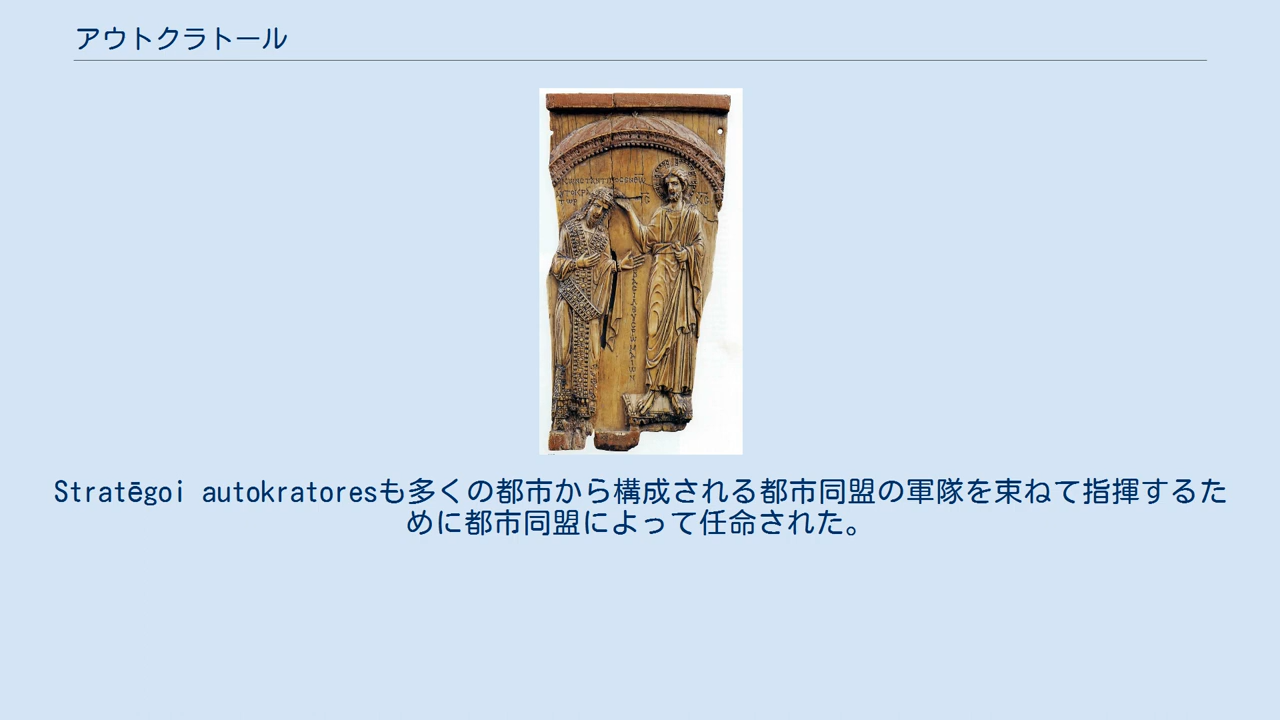 アウトクラトール
Stratēgoi autokratoresも多くの都市から構成される都市同盟の軍隊を束ねて指揮するた
めに都市同盟によって任命された。